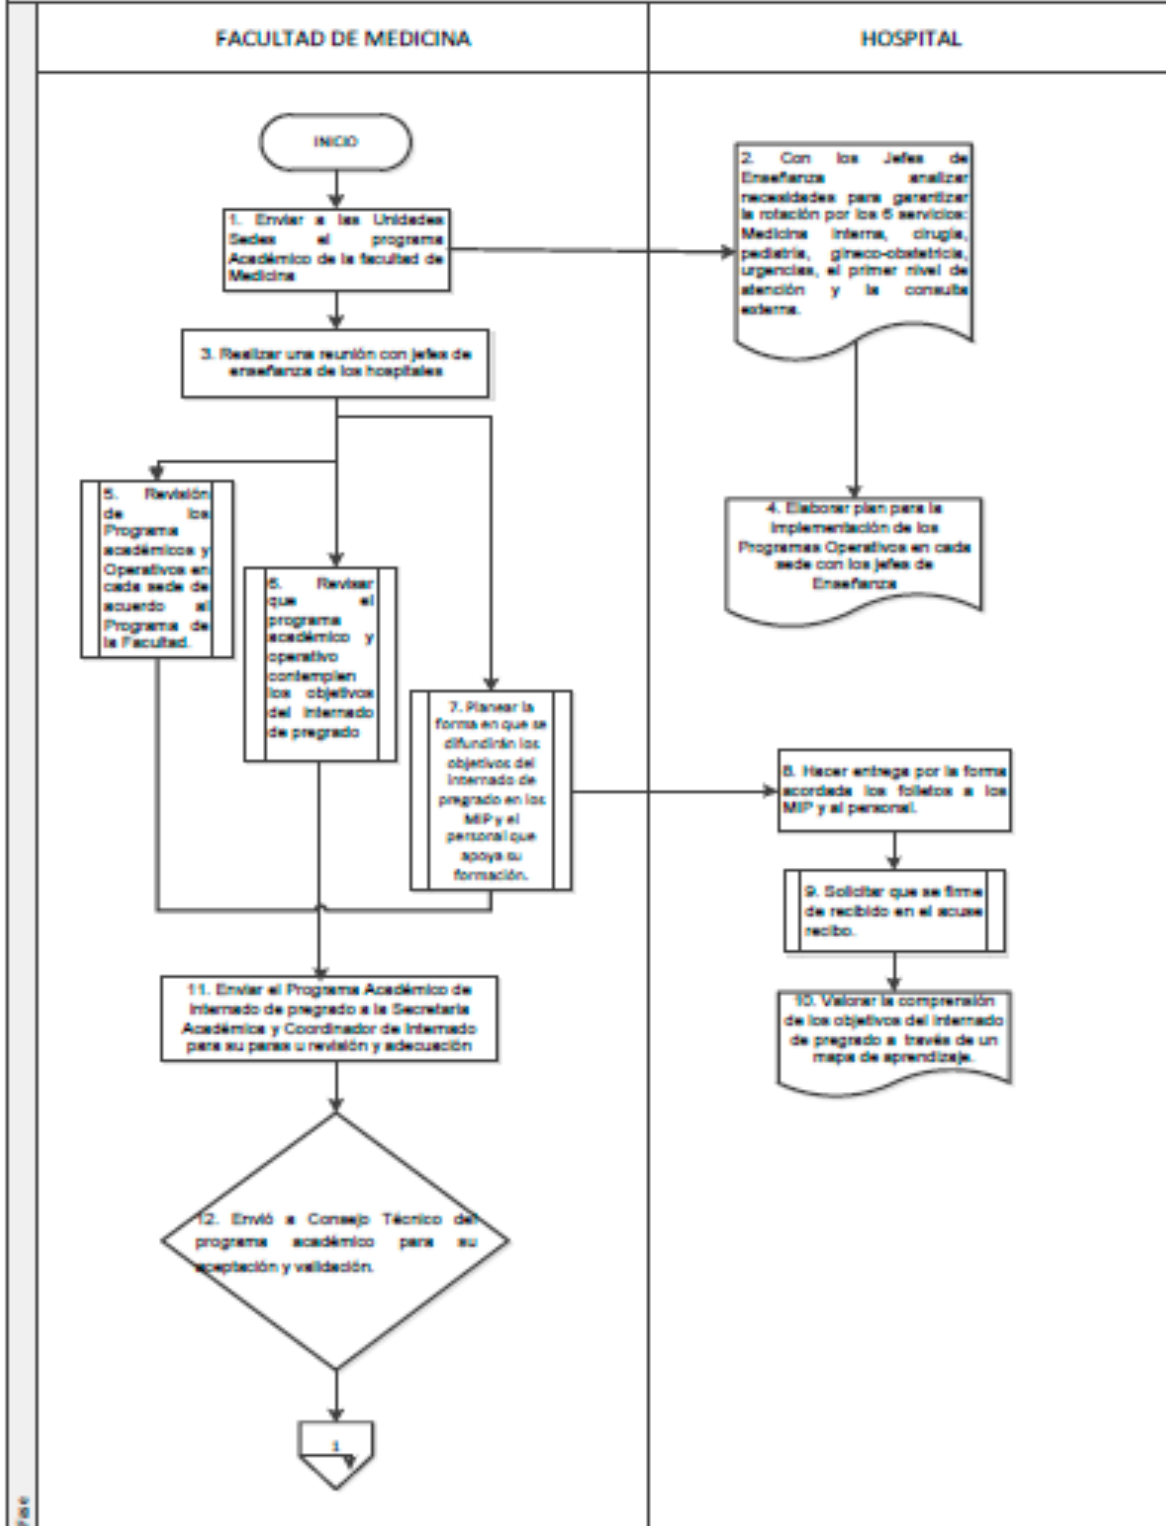 FACULTAD DE MEDICINA
HOSPITAL
INICIO
1. Enviar a las Unidades
Sedes el programa
Académico de la facultad de
Medicina
2. Con los Jefes de
Enseñanza analizar
necesidades para garantizar
la rotación por los 6 servicios:
Medicina Interna, cirugía,
pediatría, gineco-obstetricia,
urgencias, el primer nivel de
atención y la consulta
externa.
3. Realizar una reunión con jefes de
enseñanza de los hospitales
4. Elaborar plan para la
implementación de los
Programas Operativos en cada
sede con los jefes de
Enseñanza
5. Revisión
de los
Programa
académicos y
Operativos en
cada sede de
acuerdo al
Programa de
la Facultad.
6. Revisar
que el
programa
académico y
operativo
contemplen
los objetivos
del internado
de pregrado
7. Planear la
forma en que se
difundirán los
objetivos del
internado de
pregrado en los
MIP y el
personal que
apoya su
formación.
8. Hacer entrega por la forma
acordada los folletos a los
MIP y al personal.
9. Solicitar que se firme
de recibido en el acuse
recibo.
10. Valorar la comprensión
de los objetivos del internado
de pregrado a través de un
mapa de aprendizaje.
11. Enviar el Programa Académico de
Internado de pregrado a la Secretaría
Académica y Coordinador de Internado
para su paras u revisión y adecuación
12. Envió a Consejo Técnico del
programa académico para su
aceptación y validación.
1
Fase